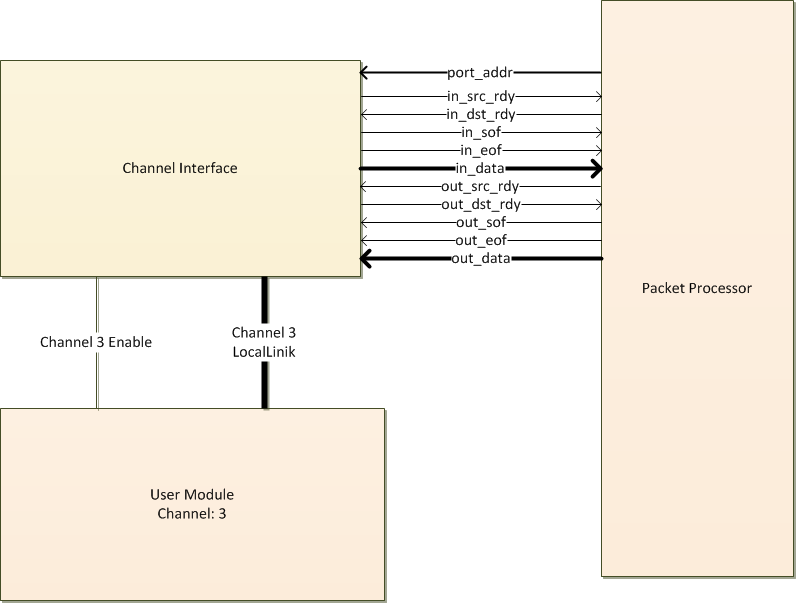 port_addr
in_src_rdy
in_dst_rdy
in_sof
in_eof
Channel Interface
in_data
out_src_rdy
out_dst_rdy
out_sof
out_eof
out_data
Packet Processor
Channel 3 Enable
Channel 3
LocalLinik
User Module
Channel: 3